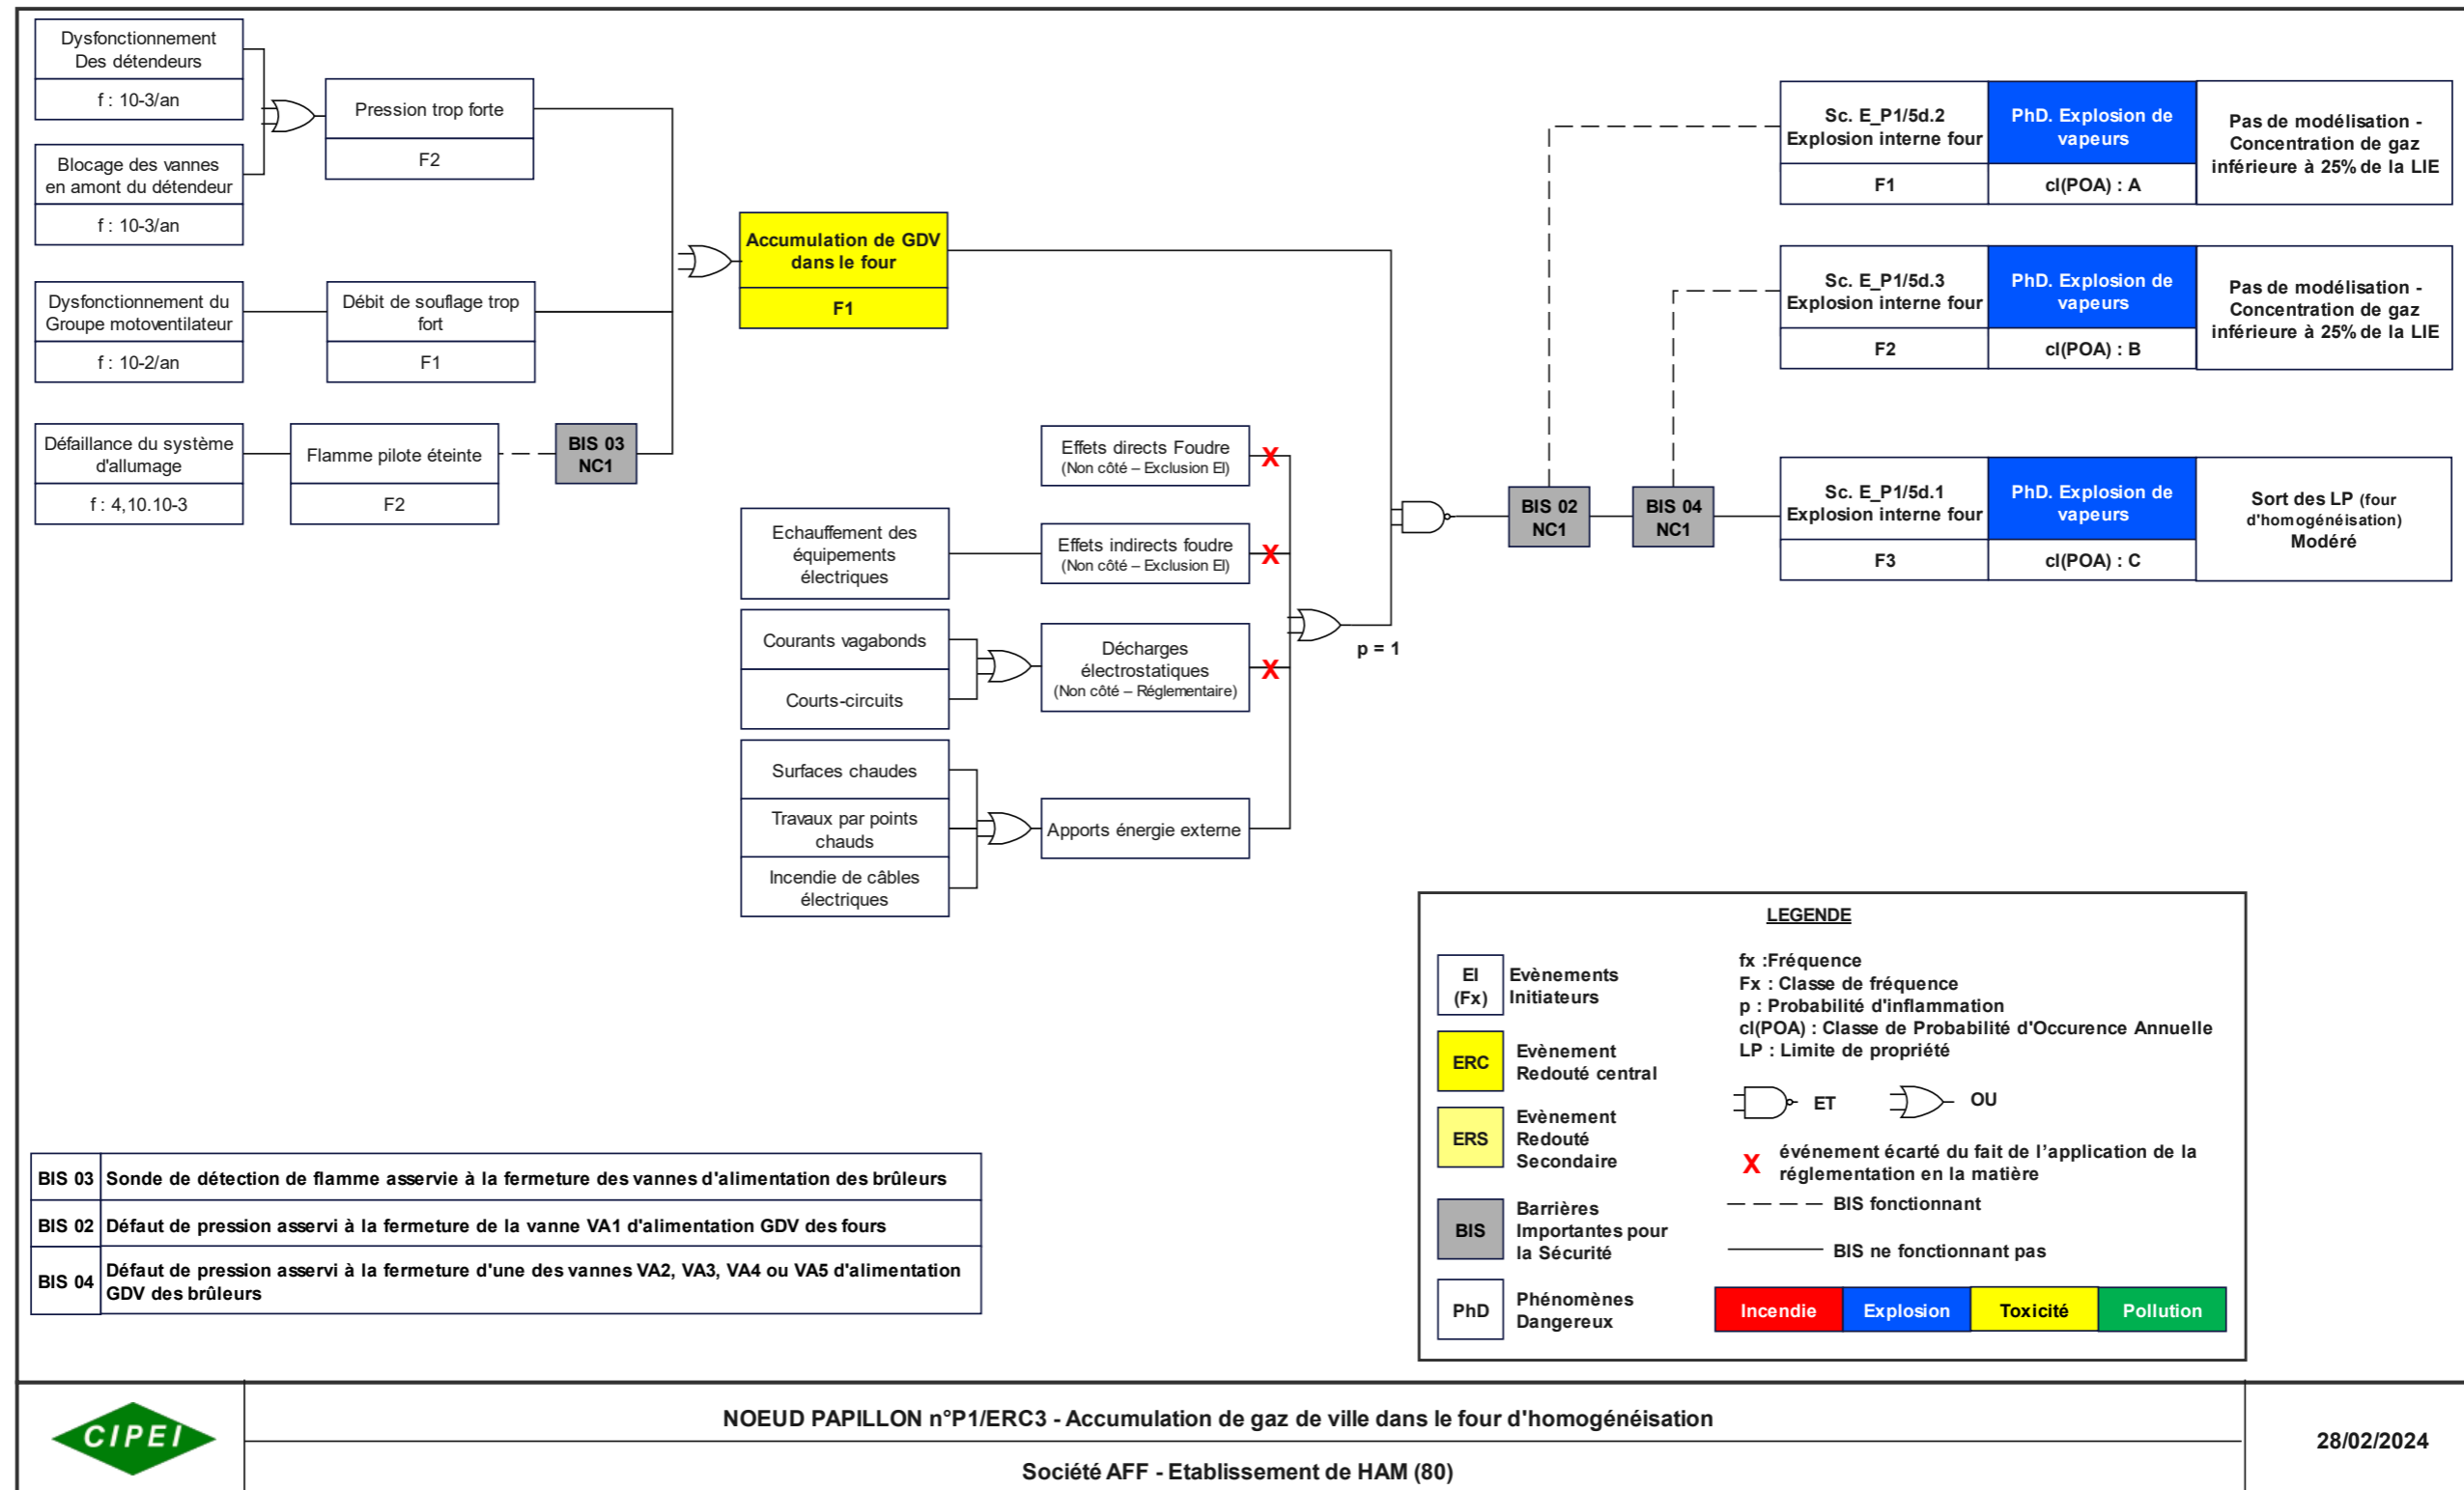 Dysfonctionnement
Des détendeurs
f : 10-3/an
Blocage des vannes
en amont du détendeur
f : 10-3/an
Pression trop forte
F2
Dysfonctionnement du
Groupe motoventilateur
f : 10-2/an
Débit de souflage trop
fort
F1
Défaillance du système
d'allumage
f : 4,10.10-3
Flamme pilote éteinte
F2
BIS 03
NC1
Accumulation de GDV
dans le four
F1
Effets directs Foudre
(Non côté – Exclusion EI)
X
Echauffement des
équipements
électriques
Effets indirects foudre
(Non côté – Exclusion EI)
X
Courants vagabonds
Courts-circuits
Décharges
électrostatiques
(Non côté – Réglementaire)
X
Surfaces chaudes
Travaux par points
chauds
Incendie de câbles
électriques
Apports énergie externe
p = 1
BIS 02
NC1
BIS 04
NC1
Sc. E_P1/5d.2
Explosion interne four
F1
PhD. Explosion de
vapeurs
cl(POA) : A
Pas de modélisation -
Concentration de gaz
inférieure à 25% de la LIE
Sc. E_P1/5d.3
Explosion interne four
F2
PhD. Explosion de
vapeurs
cl(POA) : B
Pas de modélisation -
Concentration de gaz
inférieure à 25% de la LIE
Sc. E_P1/5d.1
Explosion interne four
F3
PhD. Explosion de
vapeurs
cl(POA) : C
Sort des LP (four
d'homogénéisation)
Modéré
LEGENDE
EI
(Fx)
Evènements
Initiateurs
ERC
Evènement
Redouté central
ERS
Evènement
Redouté
Secondaire
BIS
Barrières
Importantes pour
la Sécurité
PhD
Phénomènes
Dangereux
fx :Fréquence
Fx : Classe de fréquence
p : Probabilité d'inflammation
cl(POA) : Classe de Probabilité d'Occurence Annuelle
LP : Limite de propriété
ET
OU
X
événement écarté du fait de l'application de la
réglementation en la matière
BIS fonctionnant
BIS ne fonctionnant pas
Incendie
Explosion
Toxicité
Pollution
BIS 03
Sonde de détection de flamme asservie à la fermeture des vannes d'alimentation des brûleurs
BIS 02
Défaut de pression asservi à la fermeture de la vanne VA1 d'alimentation GDV des fours
BIS 04
Défaut de pression asservi à la fermeture d'une des vannes VA2, VA3, VA4 ou VA5 d'alimentation
GDV des brûleurs
CIPEI
NOEUD PAPILLON n°P1/ERC3 - Accumulation de gaz de ville dans le four d'homogénéisation
Société AFF - Etablissement de HAM (80)
28/02/2024